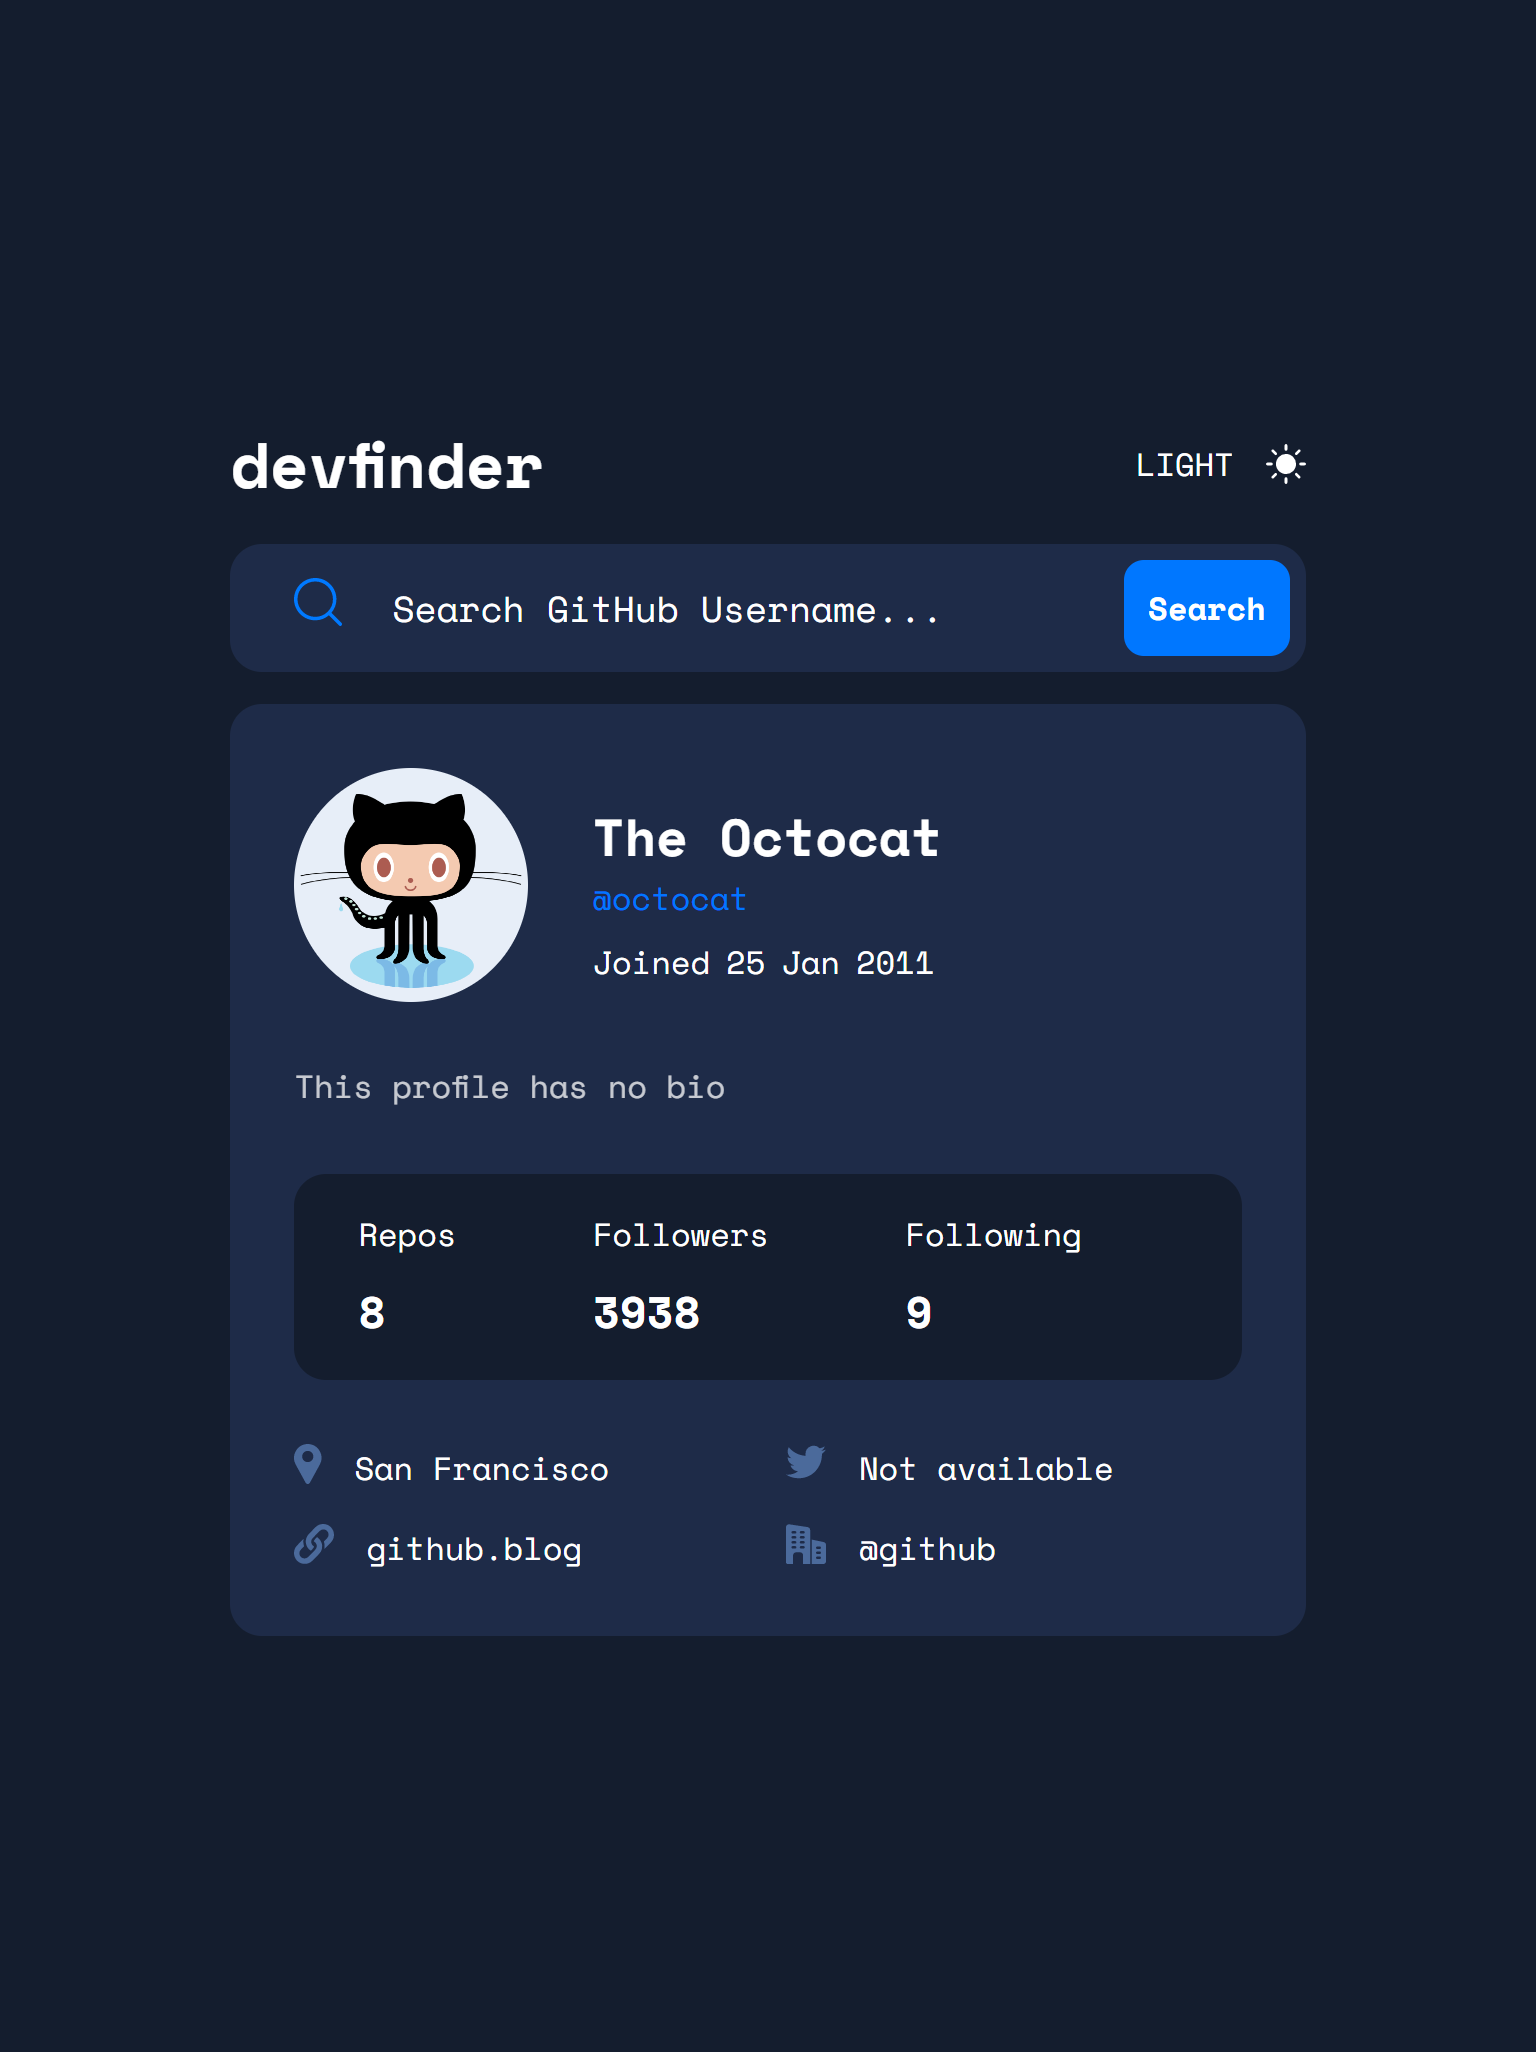 devfinder
LIGHT
Search GitHub Username...
Search
The Octocat
@octocat
Joined 25 Jan 2011
This profile has no bio
Repos Followers Following
8 3938 9
San Francisco
Not available
github.blog
@github